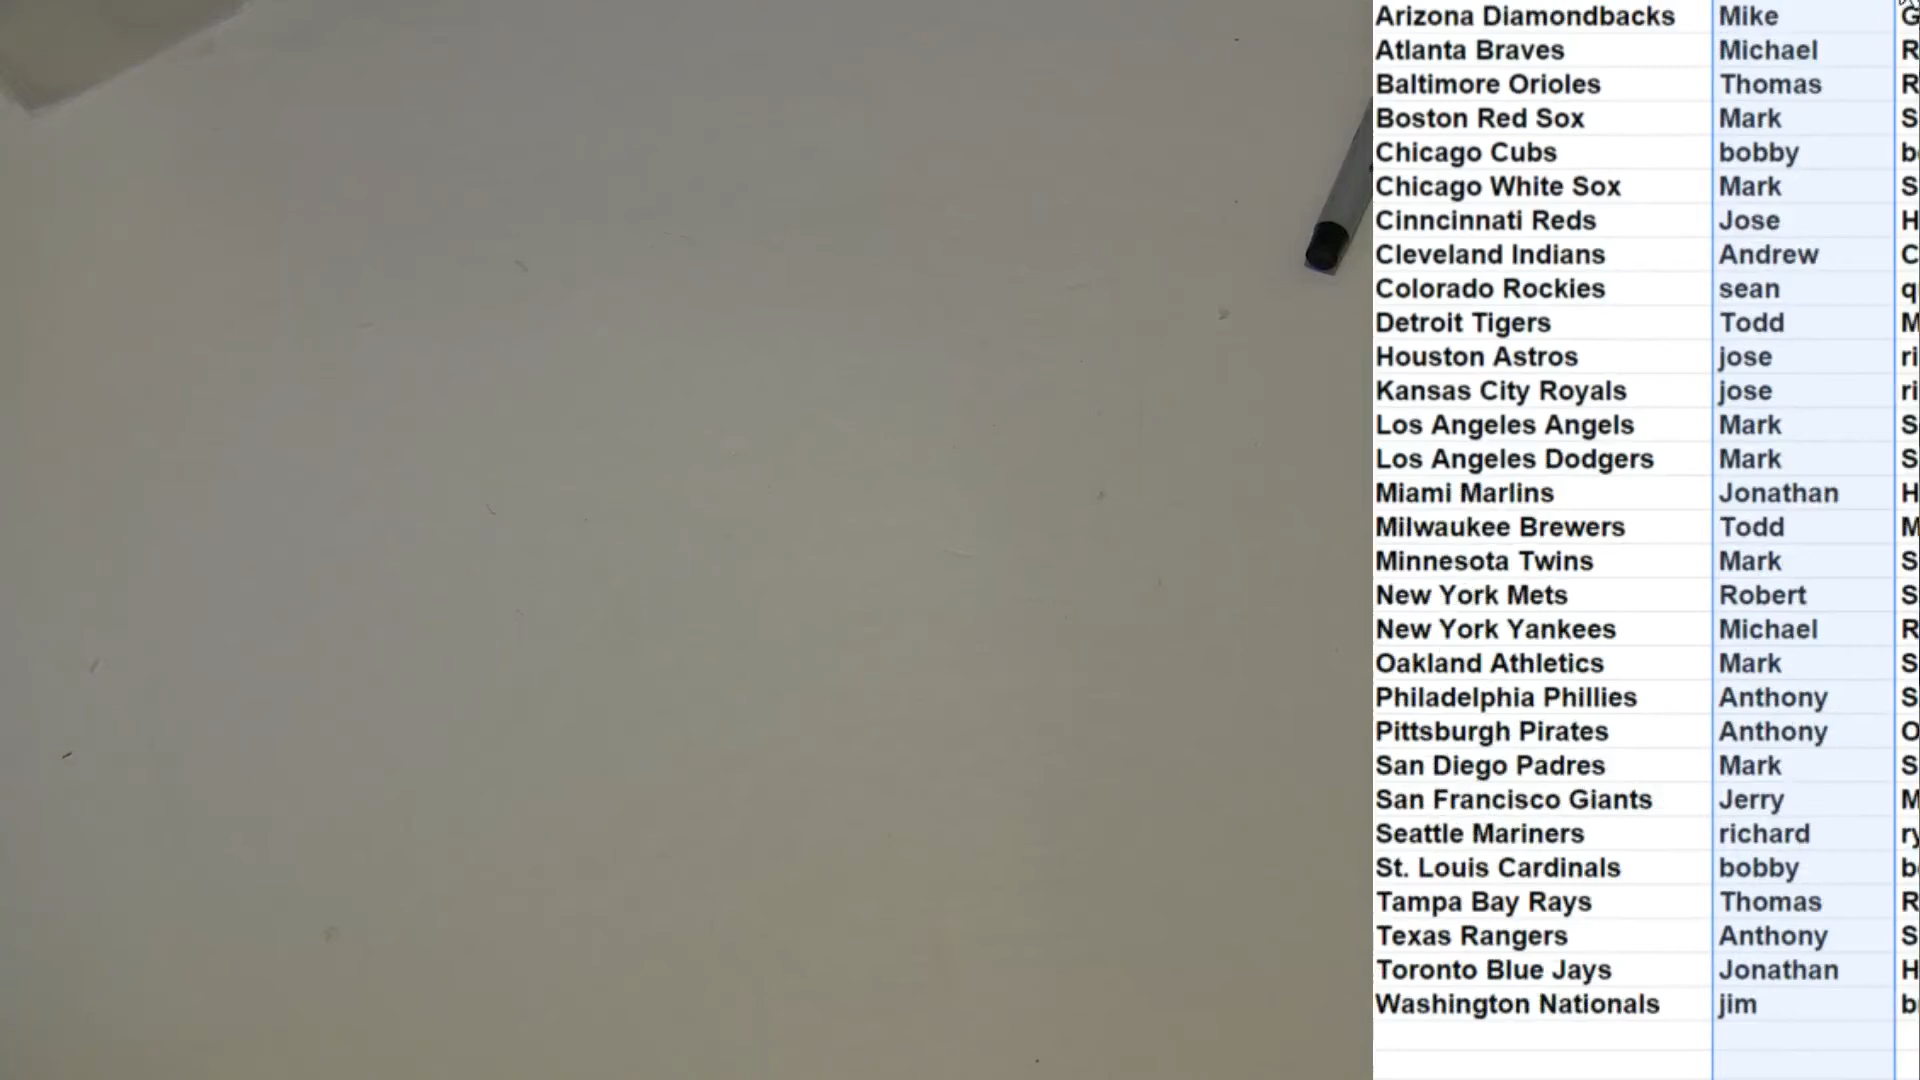 Arizona Diamondbacks Mike G
Atlanta Braves Michael R
Baltimore Orioles Thomas R
Boston Red Sox Mark S
Chicago Cubs bobby b
Chicago White Sox Mark S
Cinncinnati Reds Jose H
Cleveland Indians Andrew C
Colorado Rockies sean q
Detroit Tigers Todd M
Houston Astros jose ri
Kansas City Royals jose ri
Los Angeles Angels Mark S
Los Angeles Dodgers Mark S
Miami Marlins Jonathan H
Milwaukee Brewers Todd M
Minnesota Twins Mark S
New York Mets Robert S
New York Yankees Michael R
Oakland Athletics Mark S
Philadelphia Phillies Anthony S
Pittsburgh Pirates Anthony O
San Diego Padres Mark S
San Francisco Giants Jerry M
Seattle Mariners richard ry
St. Louis Cardinals bobby b
Tampa Bay Rays Thomas R
Texas Rangers Anthony S
Toronto Blue Jays Jonathan H
Washington Nationals jim b